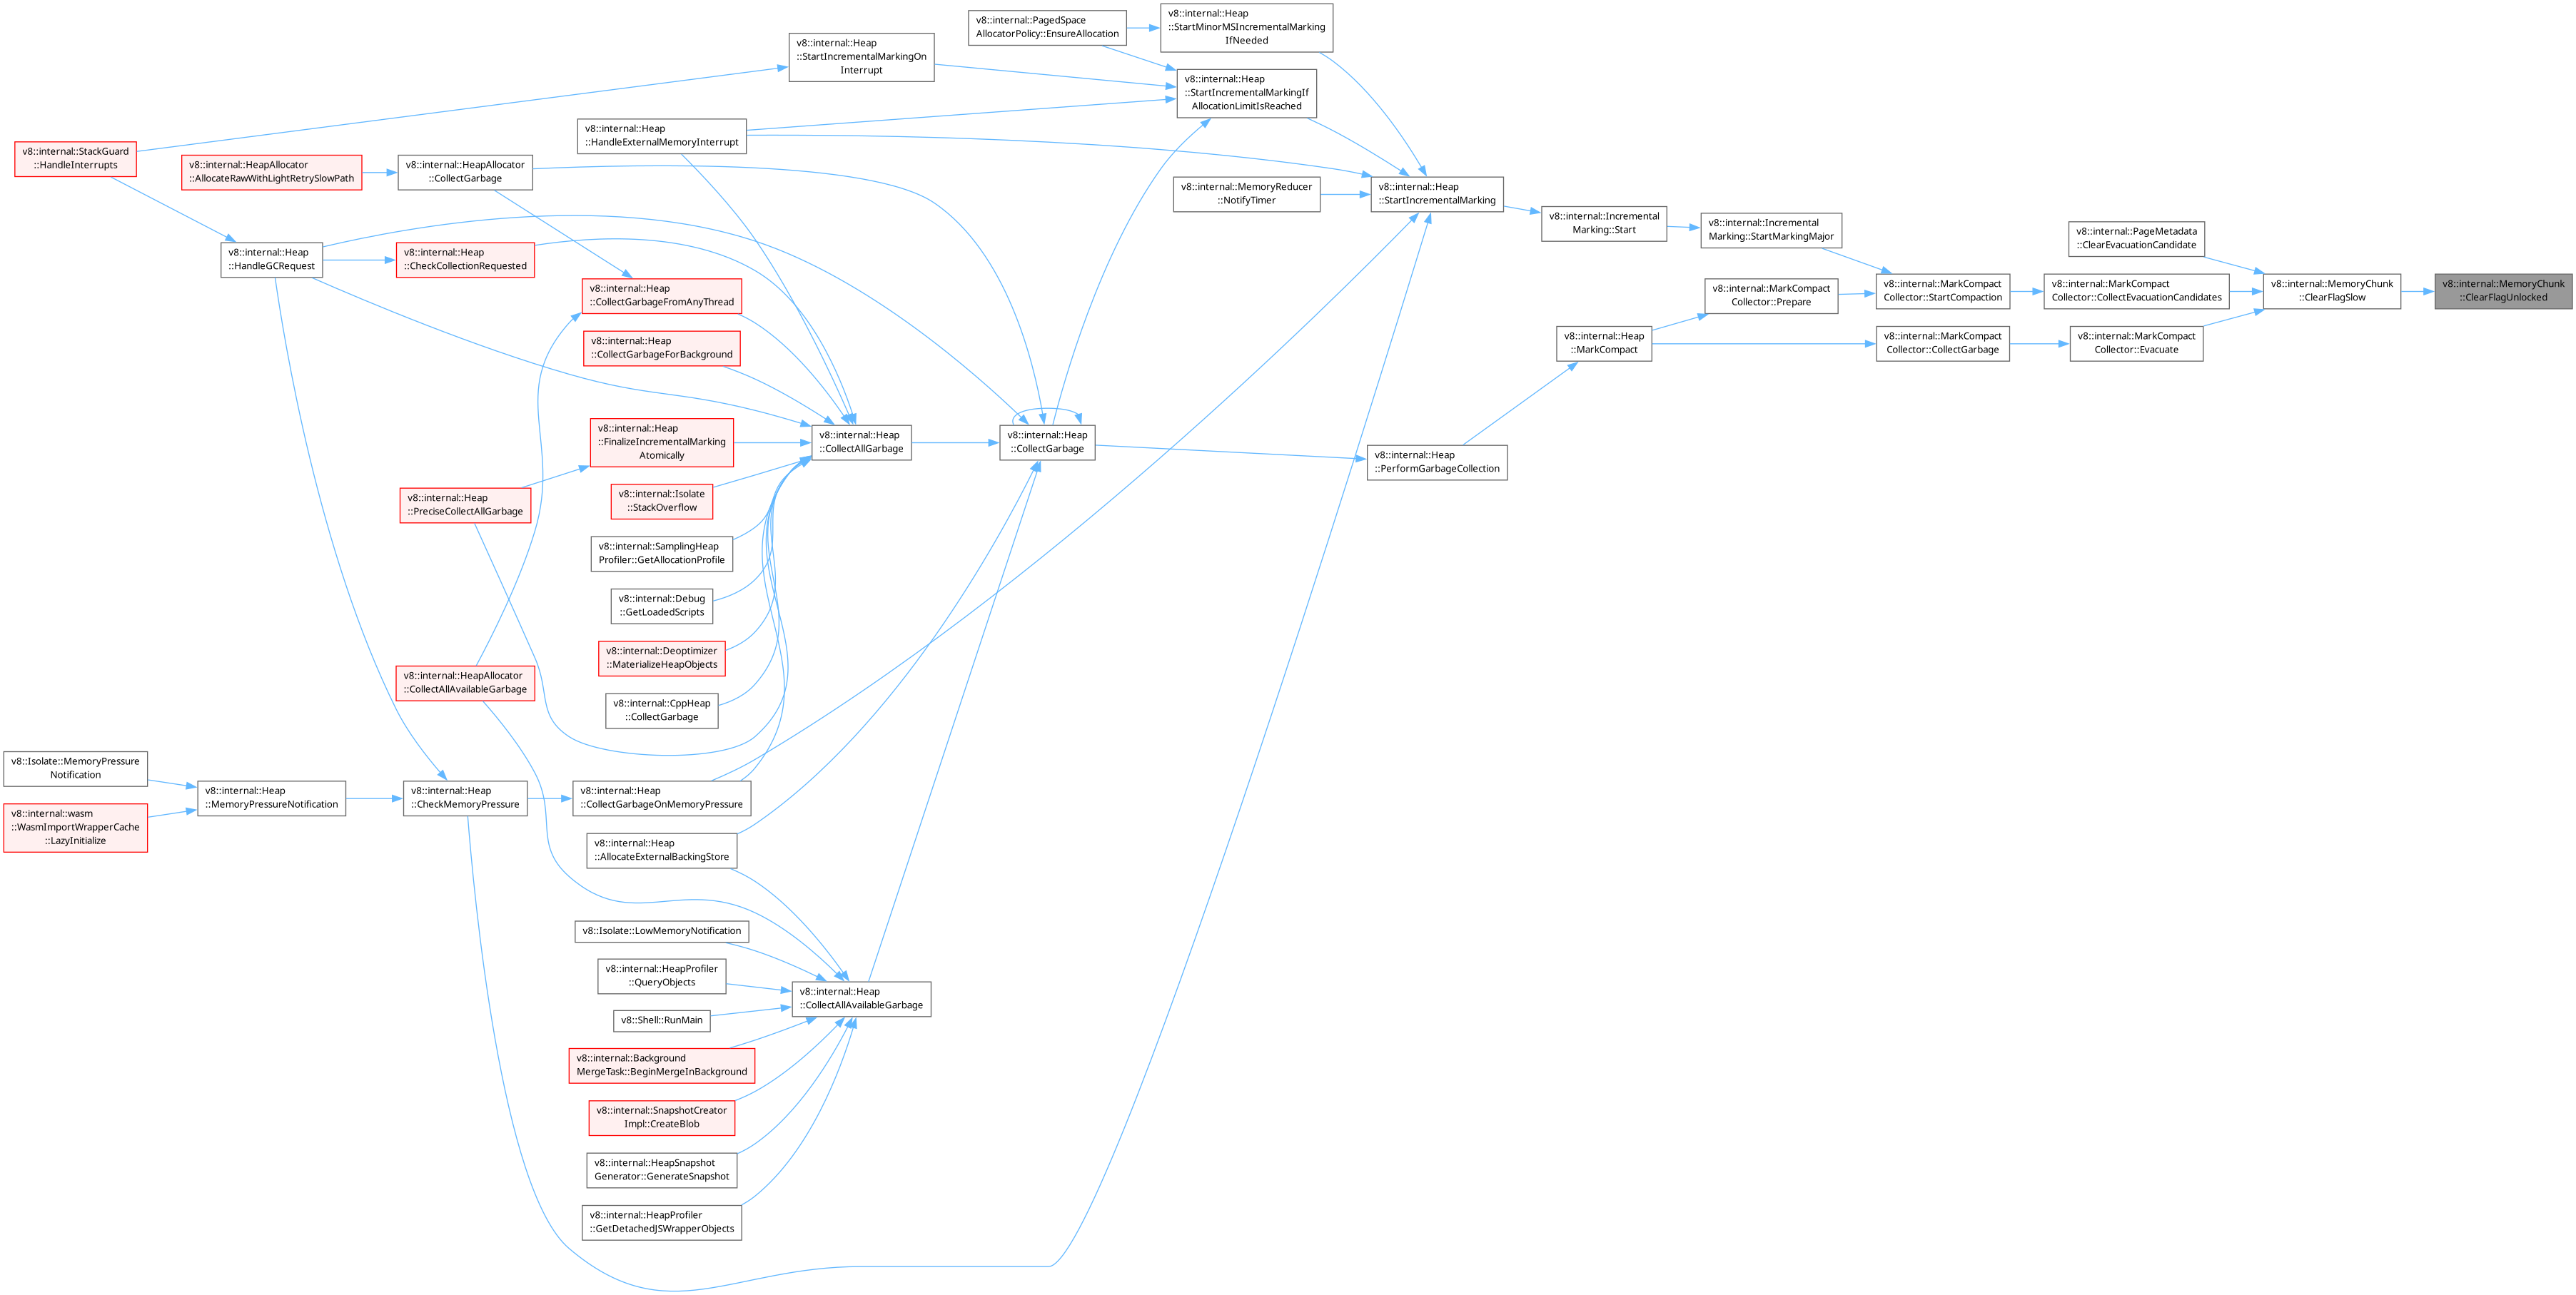 v8::internal::PagedSpace
AllocatorPolicy::EnsureAllocation
v8::internal::Heap
::StartMinorMSIncrementalMarking
IfNeeded
v8::internal::Heap
::StartIncrementalMarkingOn
Interrupt
v8::internal::Heap
::StartIncrementalMarkingIf
AllocationLimitIsReached
v8::internal::Heap
::HandleExternalMemoryInterrupt
v8::internal::StackGuard
::HandleInterrupts
v8::internal::HeapAllocator
::AllocateRawWithLightRetrySlowPath
v8::internal::HeapAllocator
::CollectGarbage
v8::internal::MemoryReducer
::NotifyTimer
v8::internal::Heap
::StartIncrementalMarking
v8::internal::Incremental
Marking::Start
v8::internal::Incremental
Marking::StartMarkingMajor
v8::internal::PageMetadata
::ClearEvacuationCandidate
v8::internal::Heap
::HandleGCRequest
v8::internal::Heap
::CheckCollectionRequested
v8::internal::Heap
::CollectGarbageFromAnyThread
v8::internal::MarkCompact
Collector::Prepare
v8::internal::MarkCompact
Collector::StartCompaction
v8::internal::MarkCompact
Collector::CollectEvacuationCandidates
v8::internal::MemoryChunk
::ClearFlagSlow
v8::internal::MemoryChunk
::ClearFlagUnlocked
v8::internal::Heap
::CollectGarbageForBackground
v8::internal::Heap
::MarkCompact
v8::internal::MarkCompact
Collector::CollectGarbage
v8::internal::MarkCompact
Collector::Evacuate
v8::internal::Heap
::FinalizeIncrementalMarking
Atomically
v8::internal::Heap
::CollectAllGarbage
v8::internal::Heap
::CollectGarbage
v8::internal::Heap
::PerformGarbageCollection
v8::internal::Heap
::PreciseCollectAllGarbage
v8::internal::Isolate
::StackOverflow
v8::internal::SamplingHeap
Profiler::GetAllocationProfile
v8::internal::Debug
::GetLoadedScripts
v8::internal::Deoptimizer
::MaterializeHeapObjects
v8::internal::HeapAllocator
::CollectAllAvailableGarbage
v8::internal::CppHeap
::CollectGarbage
v8::Isolate::MemoryPressure
Notification
v8::internal::wasm
::WasmImportWrapperCache
::LazyInitialize
v8::internal::Heap
::MemoryPressureNotification
v8::internal::Heap
::CheckMemoryPressure
v8::internal::Heap
::CollectGarbageOnMemoryPressure
v8::internal::Heap
::AllocateExternalBackingStore
v8::Isolate::LowMemoryNotification
v8::internal::HeapProfiler
::QueryObjects
v8::internal::Heap
::CollectAllAvailableGarbage
v8::Shell::RunMain
v8::internal::Background
MergeTask::BeginMergeInBackground
v8::internal::SnapshotCreator
Impl::CreateBlob
v8::internal::HeapSnapshot
Generator::GenerateSnapshot
v8::internal::HeapProfiler
::GetDetachedJSWrapperObjects